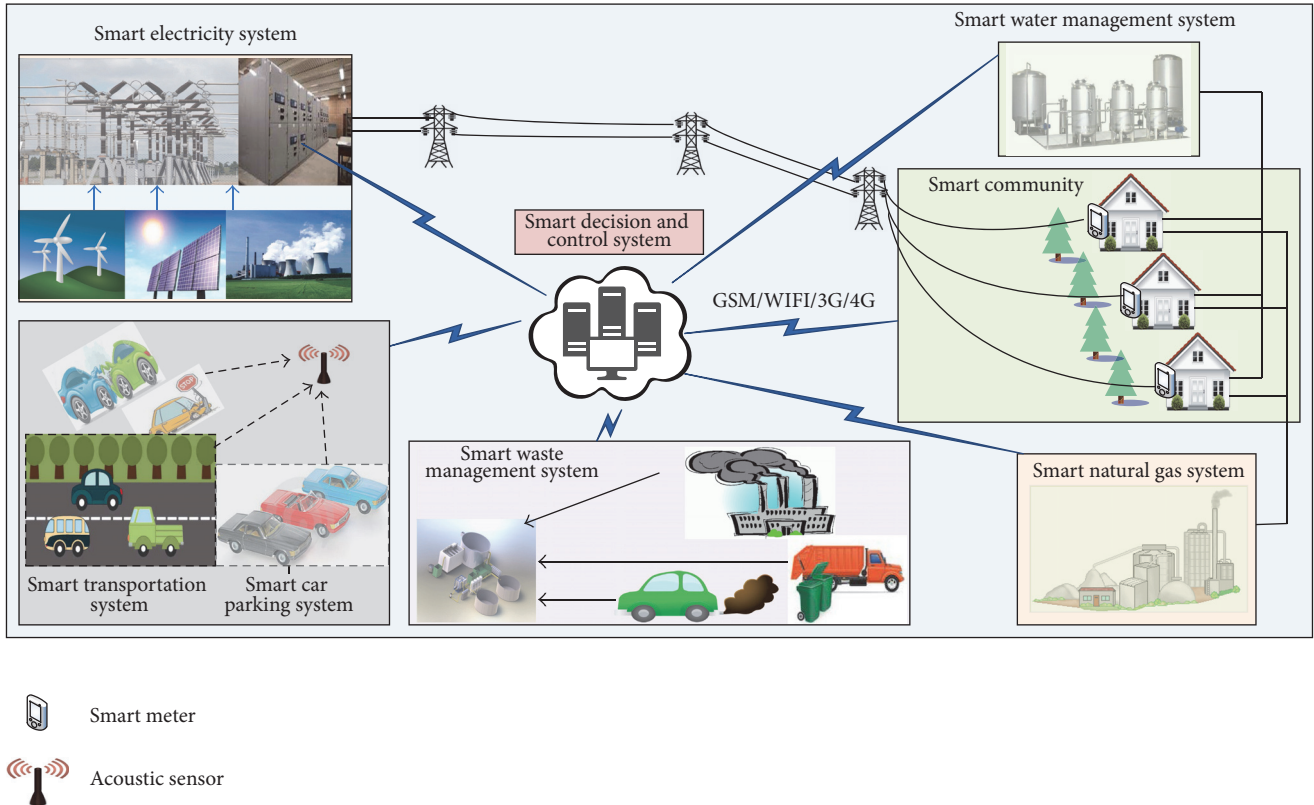 Smart electricity system
Smart water management system
Smart community
Smart decision and
control system
GSM/WIFI/3G/4G
STOP
Smart waste
management system
Smart natural gas system
Smart transportation
system
Smart car
parking system
Smart meter
Acoustic sensor